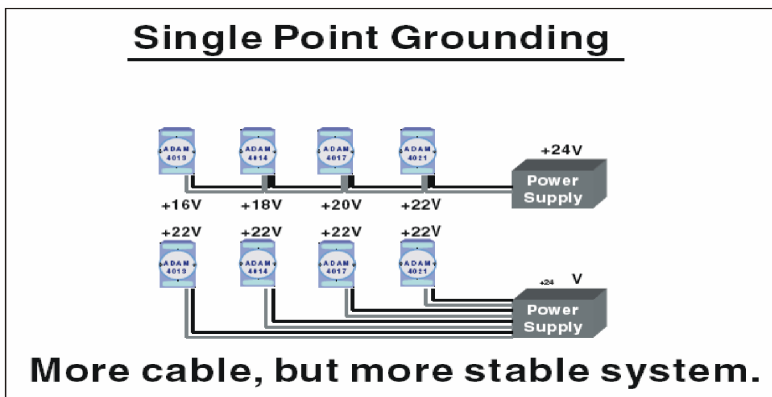 Single Point Grounding
ADAM 4013 ADAM 4014 ADAM 4017 ADAM 4021
+24V
Power Supply
+16V +18V +20V +22V
+22V +22V +22V +22V
ADAM 4013 ADAM 4014 ADAM 4017 ADAM 4021
+24 V
Power Supply
More cable, but more stable system.